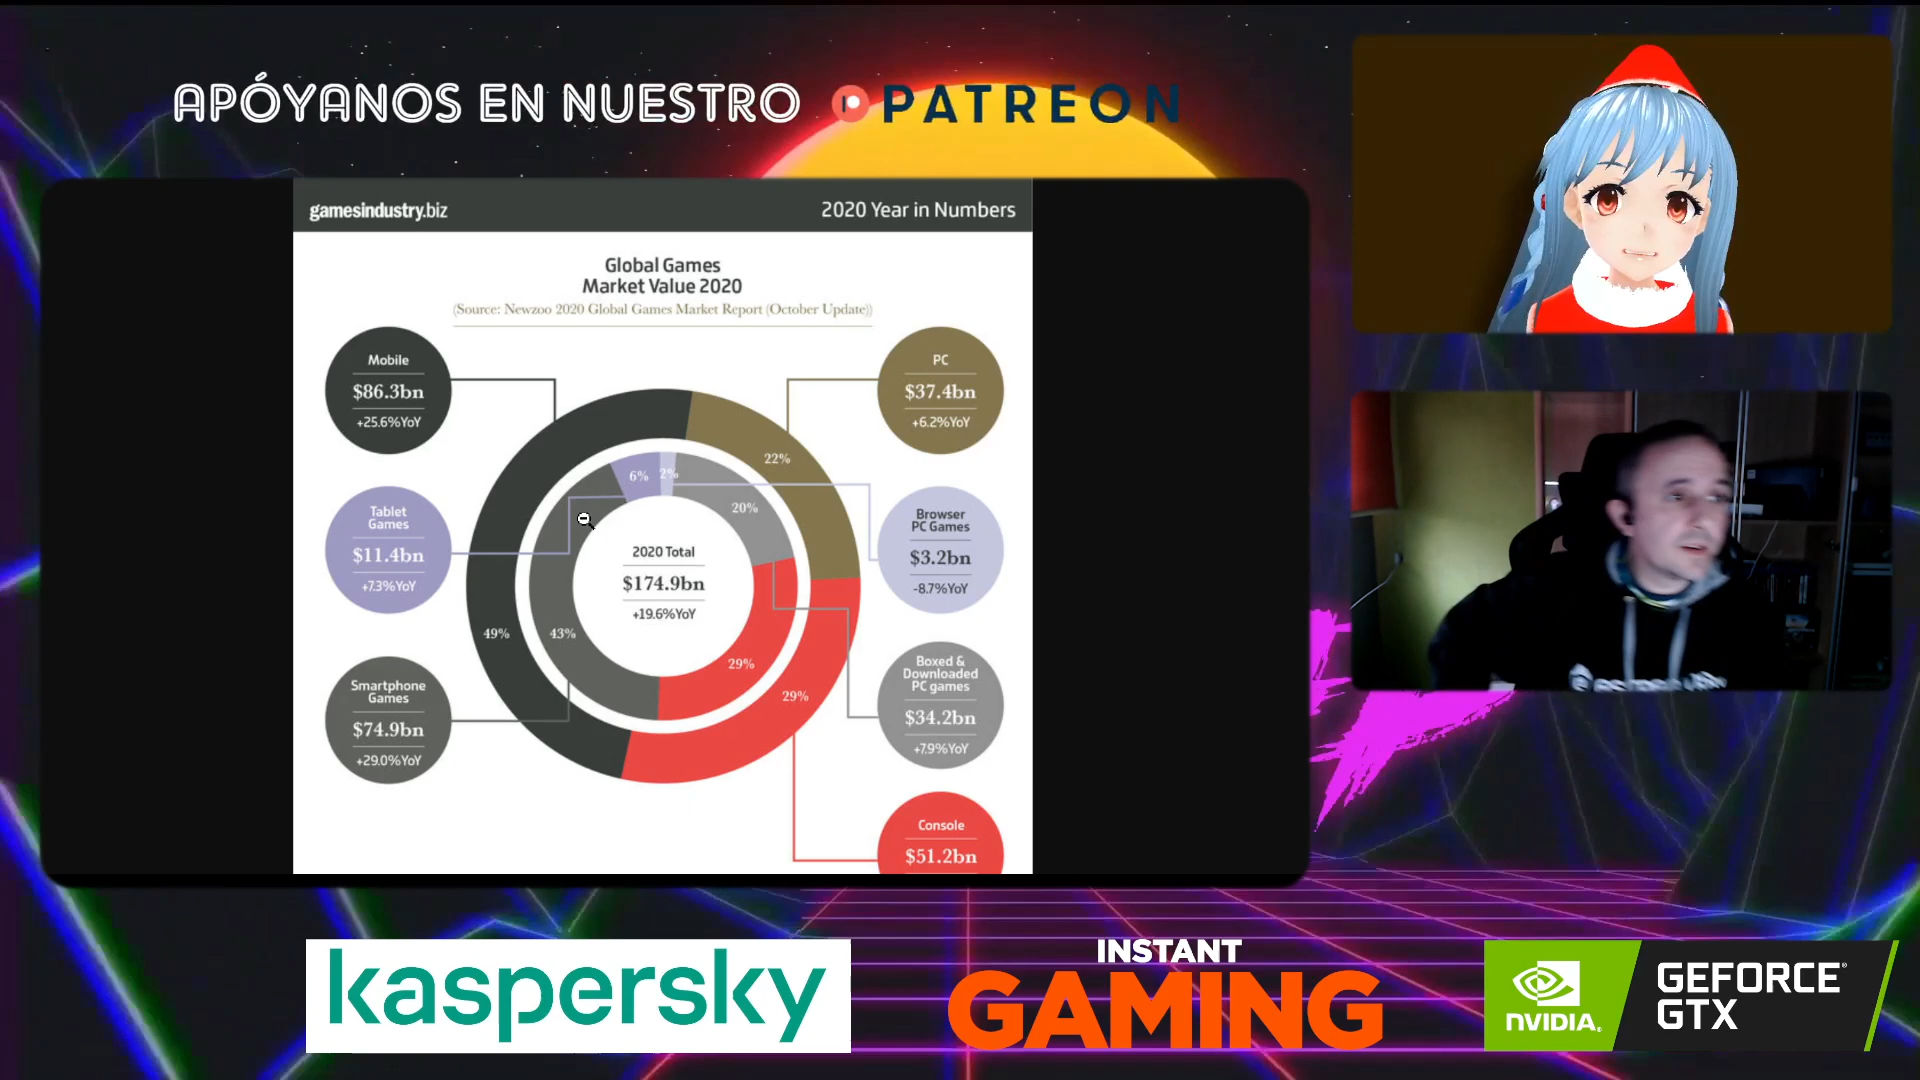 APÓYANOS EN NUESTRO PATREON
gamesindustry.biz
2020 Year in Numbers
Global Games
Market Value 2020
(Source: Newzoo 2020 Global Games Market Report (October Update))
Mobile
$86.3bn
+25.6%YoY
PC
$37.4bn
+6.2%YoY
22%
6%
2%
20%
Tablet
Games
$11.4bn
+7.3%YoY
Browser
PC Games
$3.2bn
-8.7%YoY
2020 Total
$174.9bn
+19.6%YoY
49%
43%
29%
29%
Smartphone
Games
$74.9bn
+29.0%YoY
Boxed &
Downloaded
PC games
$34.2bn
+7.9%YoY
Console
$51.2bn
kaspersky
INSTANT
GAMING
NVIDIA.
GEFORCE®
GTX